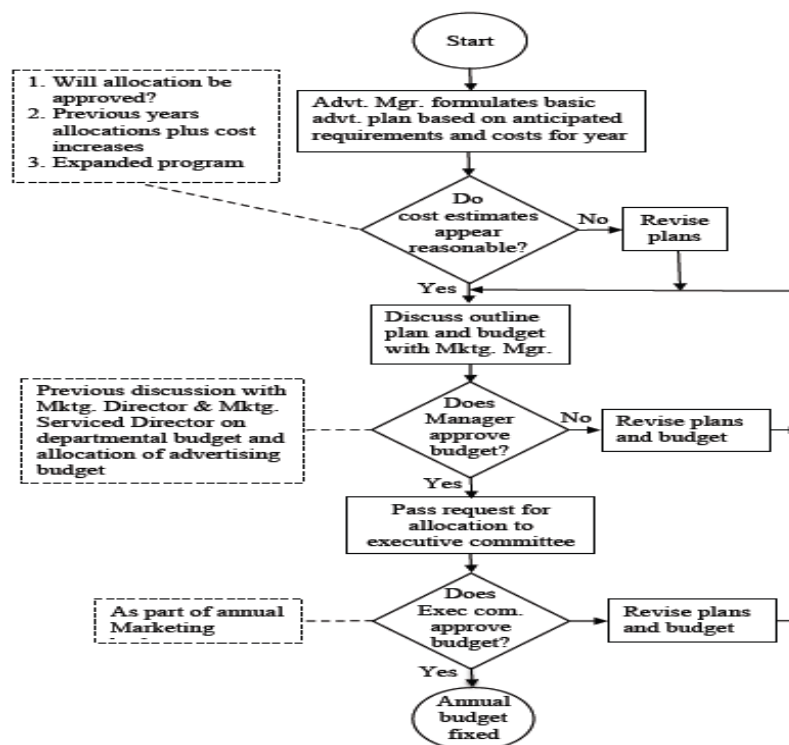 Start
1. Will allocation be
approved?
2. Previous years
allocations plus cost
increases
3. Expanded program
Advt. Mgr. formulates basic
advt. plan based on anticipated
requirements and costs for year
Do
cost estimates
appear
reasonable?
No
Revise
plans
Yes
Discuss outline
plan and budget
with Mktg. Mgr.
Previous discussion with
Mktg. Director & Mktg.
Serviced Director on
departmental budget and
allocation of advertising
budget
Does
Manager
approve
budget?
No
Revise plans
and budget
Yes
Pass request for
allocation to
executive committee
As part of annual
Marketing
Does
Exec com.
approve
budget?
Revise plans
and budget
Yes
Annual
budget
fixed